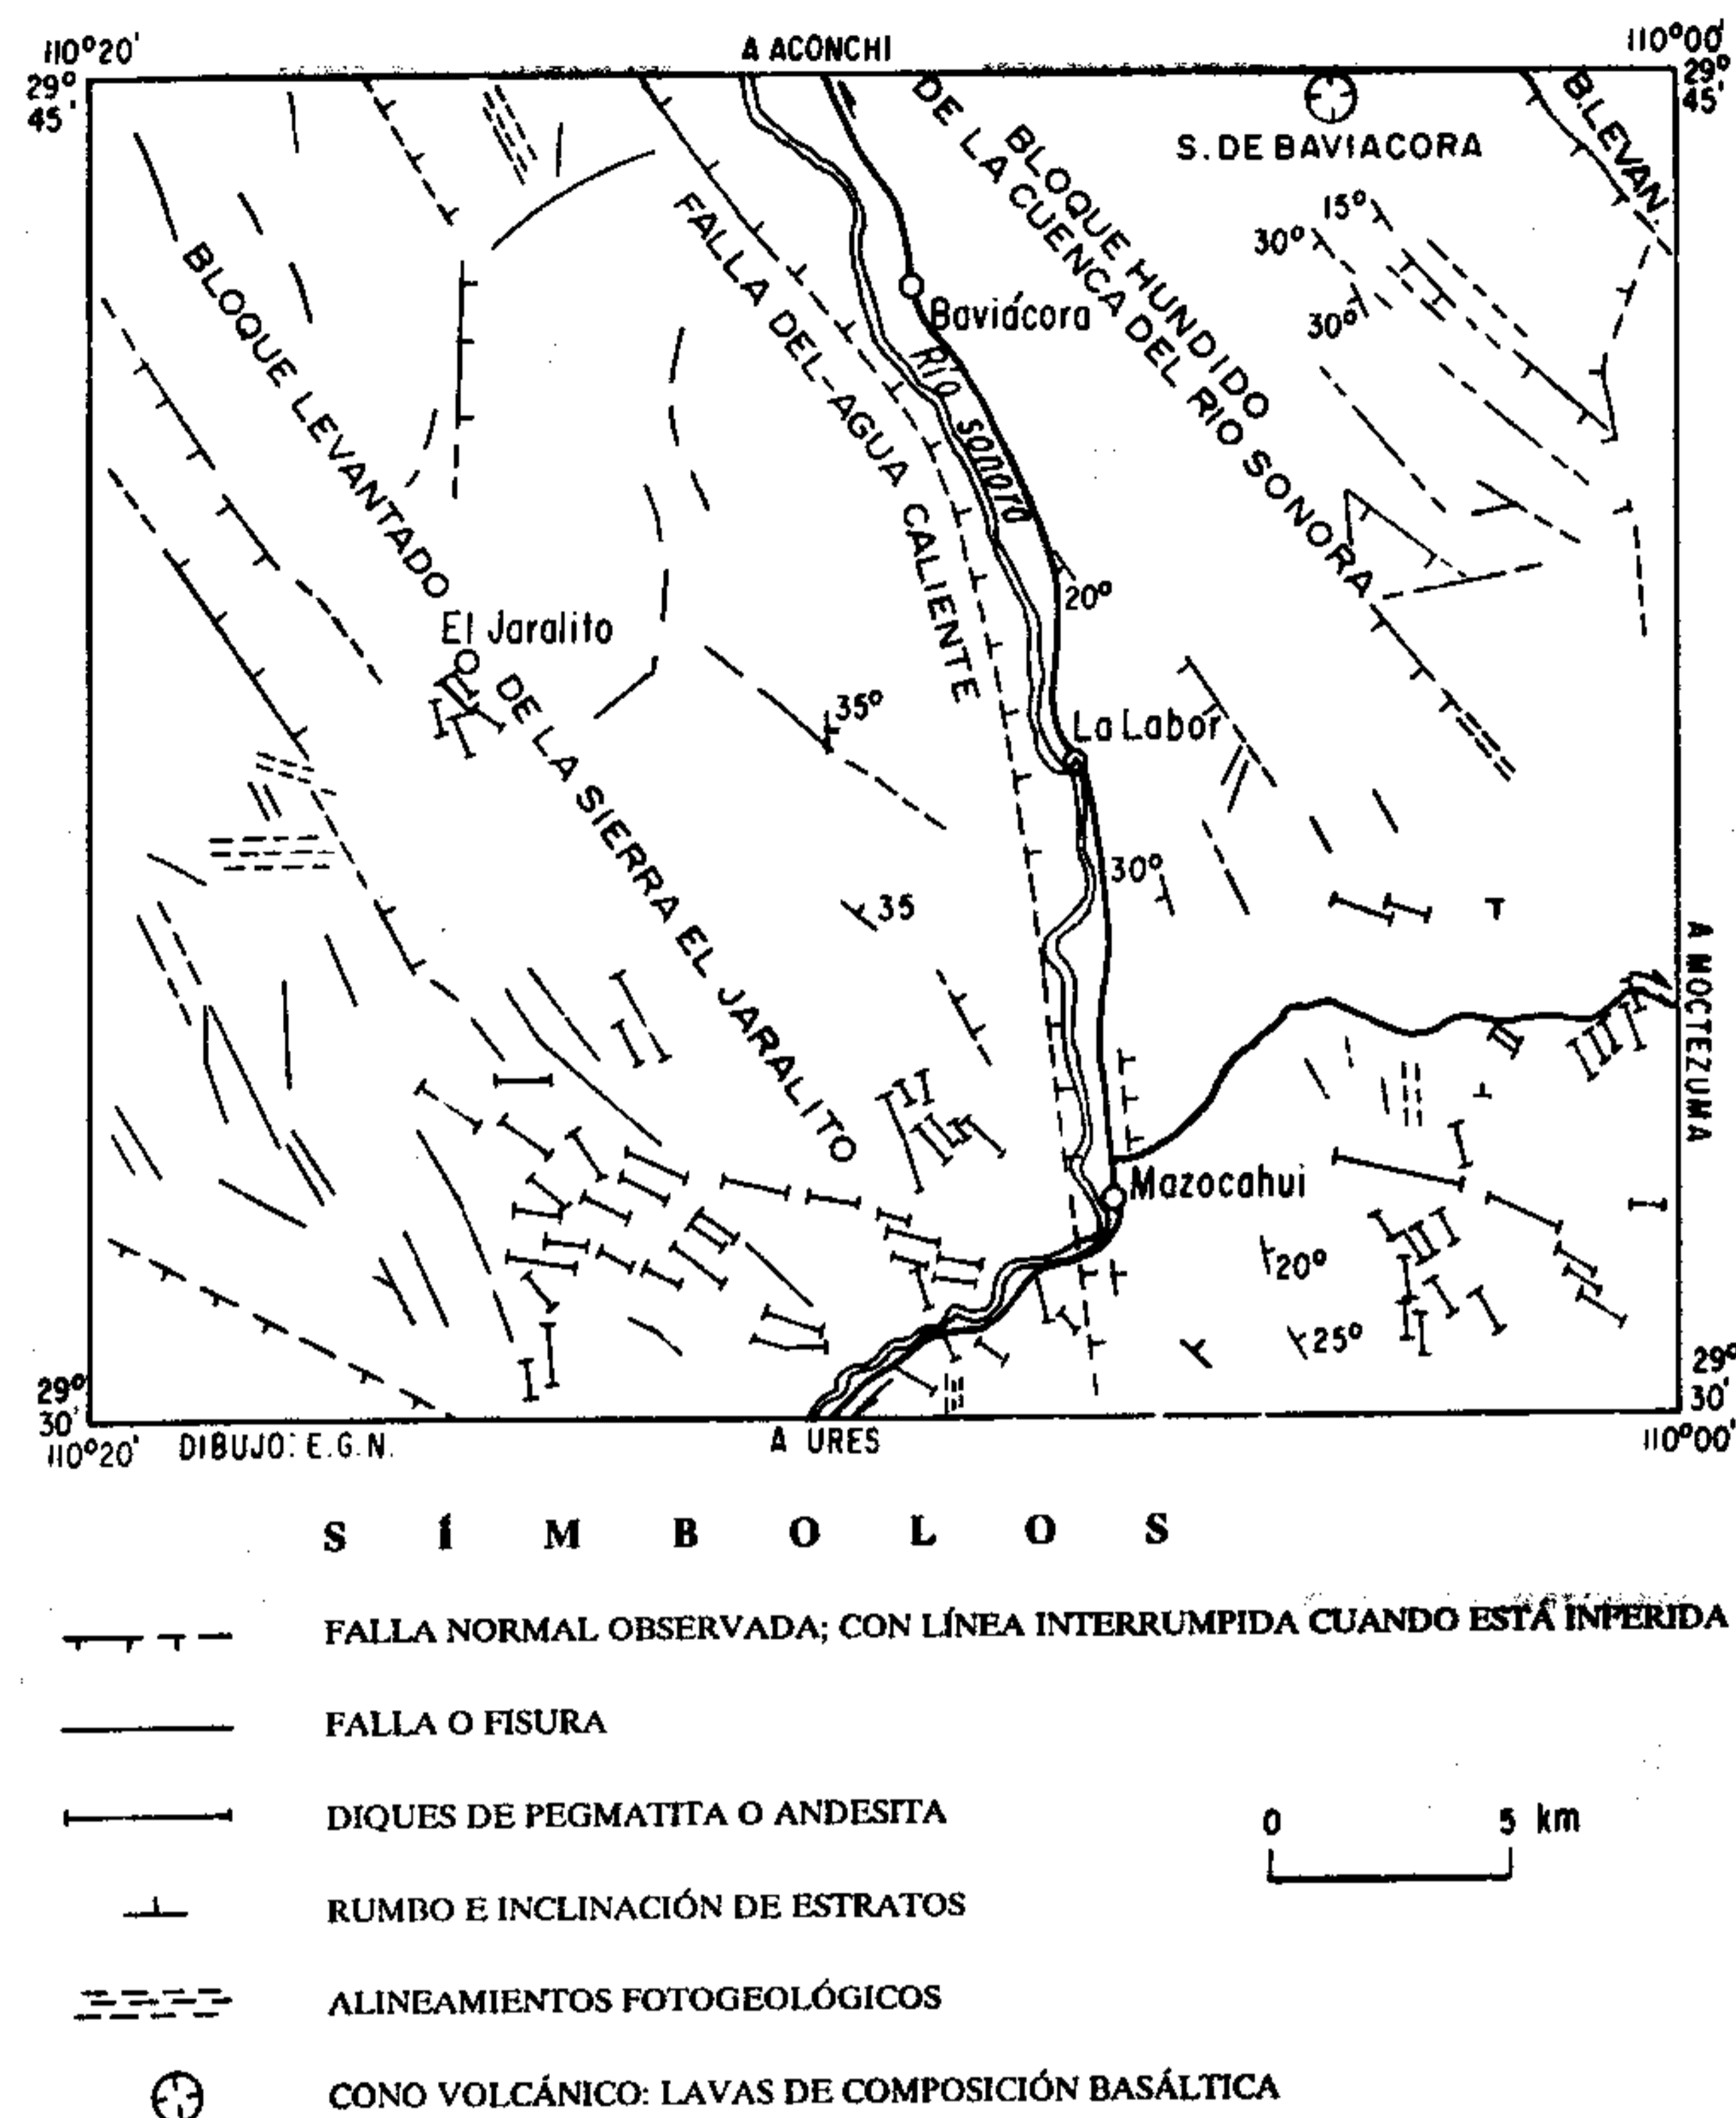 110°20'
A ACONCHI
110°00'
29°
45'
29°
45'
B.LEVAN.
S. DE BAVIACORA
BLOQUE HUNDIDO
DE LA CUENCA DEL RIO SONORA
15°
30°
30°
FALLA DEL-AGUA CALIENTE
BLOQUE LEVANTADO
DE LA SIERRA EL JARALITO
Baviácora
Río Sonora
20°
El Jaralito
35°
La Labor
30°
35
A MOCTEZUMA
Mazocahui
20°
25°
29°
30'
29°
30'
110°20'
DIBUJO: E.G.N.
A URES
110°00'
SÍMBOLOS
FALLA NORMAL OBSERVADA; CON LÍNEA INTERRUMPIDA CUANDO ESTÁ INFERIDA
FALLA O FISURA
DIQUES DE PEGMATITA O ANDESITA
0 5 km
RUMBO E INCLINACIÓN DE ESTRATOS
ALINEAMIENTOS FOTOGEOLÓGICOS
CONO VOLCÁNICO: LAVAS DE COMPOSICIÓN BASÁLTICA